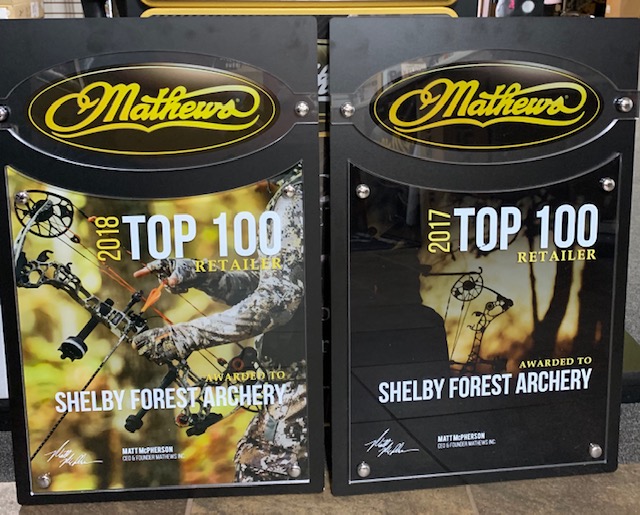 Mathews
2018 TOP 100
RETAILER
AWARDED TO
SHELBY FOREST ARCHERY
MATT McPHERSON
CEO & FOUNDER MATHEWS INC.
Mathews
2017 TOP 100
RETAILER
AWARDED TO
SHELBY FOREST ARCHERY
MATT McPHERSON
CEO & FOUNDER MATHEWS INC.